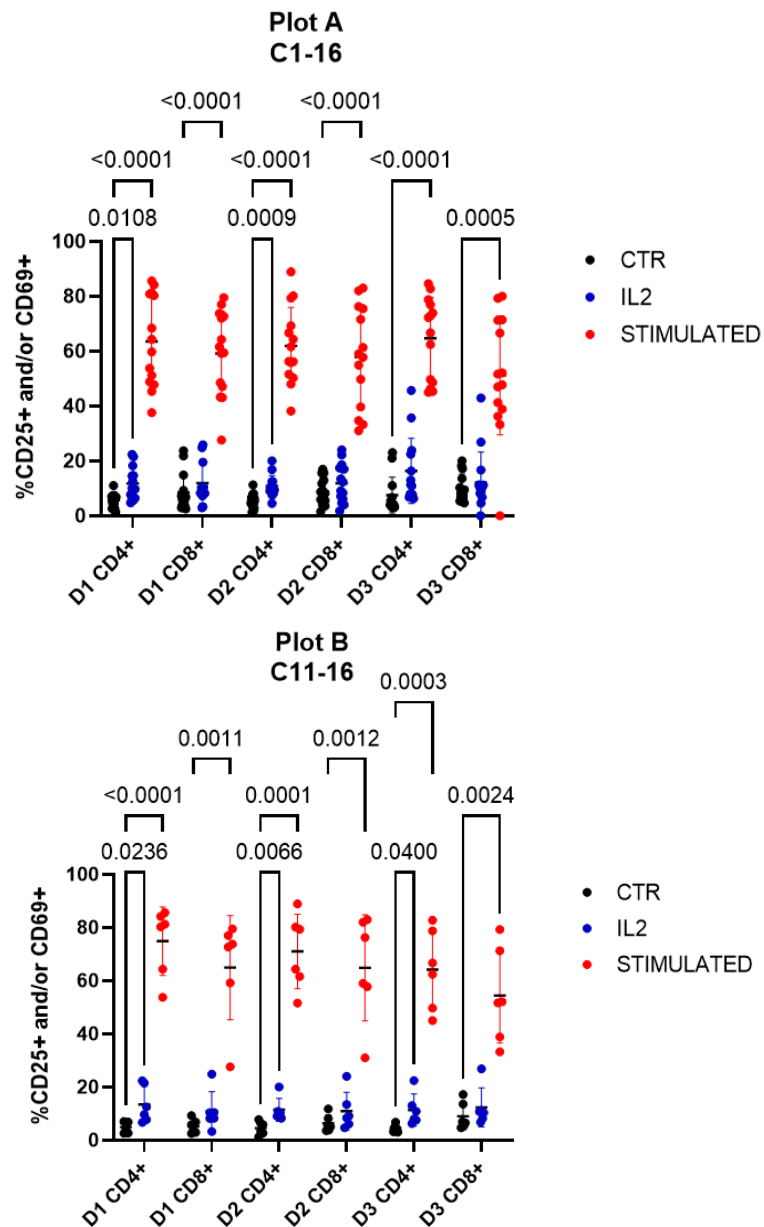 Plot A
C1-16
<0.0001 <0.0001
<0.0001 <0.0001 <0.0001
0.0108 0.0009 0.0005
100
80
60
40
20
0
%CD25+ and/or CD69+
CTR
IL2
STIMULATED
D1 CD4+
D1 CD8+
D2 CD4+
D2 CD8+
D3 CD4+
D3 CD8+
Plot B
C11-16
0.0003
0.0011 0.0012
<0.0001 0.0001 0.0024
0.0236 0.0066 0.0400
100
80
60
40
20
0
%CD25+ and/or CD69+
CTR
IL2
STIMULATED
D1 CD4+
D1 CD8+
D2 CD4+
D2 CD8+
D3 CD4+
D3 CD8+